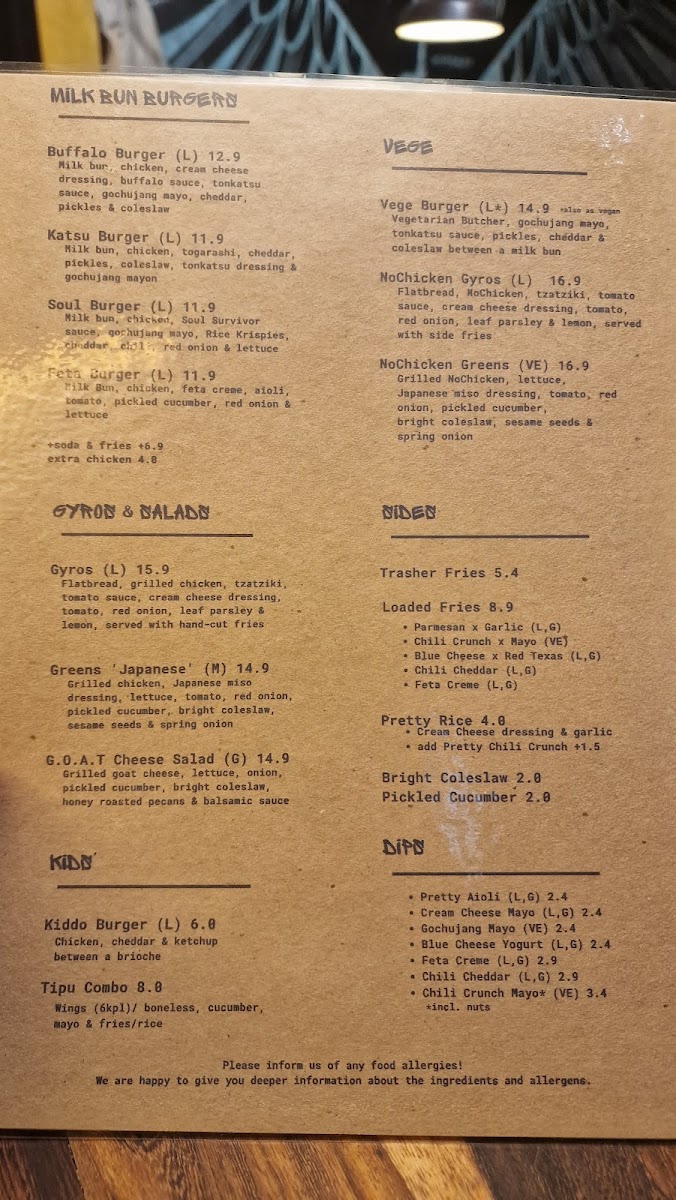 MILK BUN BURGERS
Buffalo Burger (L) 12.9
Milk bun, chicken, cream cheese
dressing, buffalo sauce, tonkatsu
sauce, gochujang mayo, cheddar,
pickles & coleslaw
Katsu Burger (L) 11.9
Milk bun, chicken, togarashi, cheddar,
pickles, coleslaw, tonkatsu dressing &
gochujang mayon
Soul Burger (L) 11.9
Milk bun, chicken, Soul Survivor
sauce, gochujang mayo, Rice Krispies,
cheddar, chili, red onion & lettuce
Feta Burger (L) 11.9
Milk Bun, chicken, feta creme, aioli,
tomato, pickled cucumber, red onion &
lettuce
+soda & fries +6.9
extra chicken 4.0
GYROS & SALADS
Gyros (L) 15.9
Flatbread, grilled chicken, tzatziki,
tomato sauce, cream cheese dressing,
tomato, red onion, leaf parsley &
lemon, served with hand-cut fries
Greens 'Japanese' (M) 14.9
Grilled chicken, Japanese miso
dressing, lettuce, tomato, red onion,
pickled cucumber, bright coleslaw,
sesame seeds & spring onion
G.O.A.T Cheese Salad (G) 14.9
Grilled goat cheese, lettuce, onion,
pickled cucumber, bright coleslaw,
honey roasted pecans & balsamic sauce
KIDS'
Kiddo Burger (L) 6.0
Chicken, cheddar & ketchup
between a brioche
Tipu Combo 8.0
Wings (6kpl)/ boneless, cucumber,
mayo & fries/rice
VEGE
Vege Burger (L*) 14.9 *also as vegan
Vegetarian Butcher, gochujang mayo,
tonkatsu sauce, pickles, cheddar &
coleslaw between a milk bun
NoChicken Gyros (L) 16.9
Flatbread, NoChicken, tzatziki, tomato
sauce, cream cheese dressing, tomato,
red onion, leaf parsley & lemon, served
with side fries
NoChicken Greens (VE) 16.9
Grilled NoChicken, lettuce,
Japanese miso dressing, tomato, red
onion, pickled cucumber,
bright coleslaw, sesame seeds &
spring onion
SIDES
Trasher Fries 5.4
Loaded Fries 8.9
• Parmesan x Garlic (L,G)
• Chili Crunch x Mayo (VE)
• Blue Cheese x Red Texas (L,G)
• Chili Cheddar (L,G)
• Feta Creme (L,G)
Pretty Rice 4.0
• Cream Cheese dressing & garlic
• add Pretty Chili Crunch +1.5
Bright Coleslaw 2.0
Pickled Cucumber 2.0
DIPS
• Pretty Aioli (L,G) 2.4
• Cream Cheese Mayo (L,G) 2.4
• Gochujang Mayo (VE) 2.4
• Blue Cheese Yogurt (L,G) 2.4
• Feta Creme (L,G) 2.9
• Chili Cheddar (L,G) 2.9
• Chili Crunch Mayo* (VE) 3.4
*incl. nuts
Please inform us of any food allergies!
We are happy to give you deeper information about the ingredients and allergens.